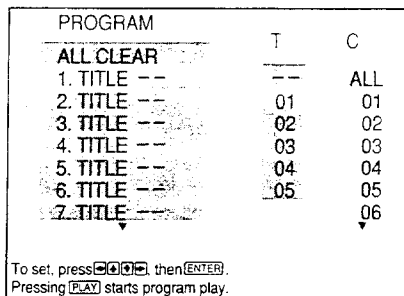 PROGRAM
T C
ALL CLEAR
1. TITLE -- -- ALL
2. TITLE -- 01 01
3. TITLE -- 02 02
4. TITLE -- 03 03
5. TITLE -- 04 04
6. TITLE -- 05 05
7. TITLE -- 06
To set, press ←↑↓→, then ENTER.
Pressing PLAY starts program play.